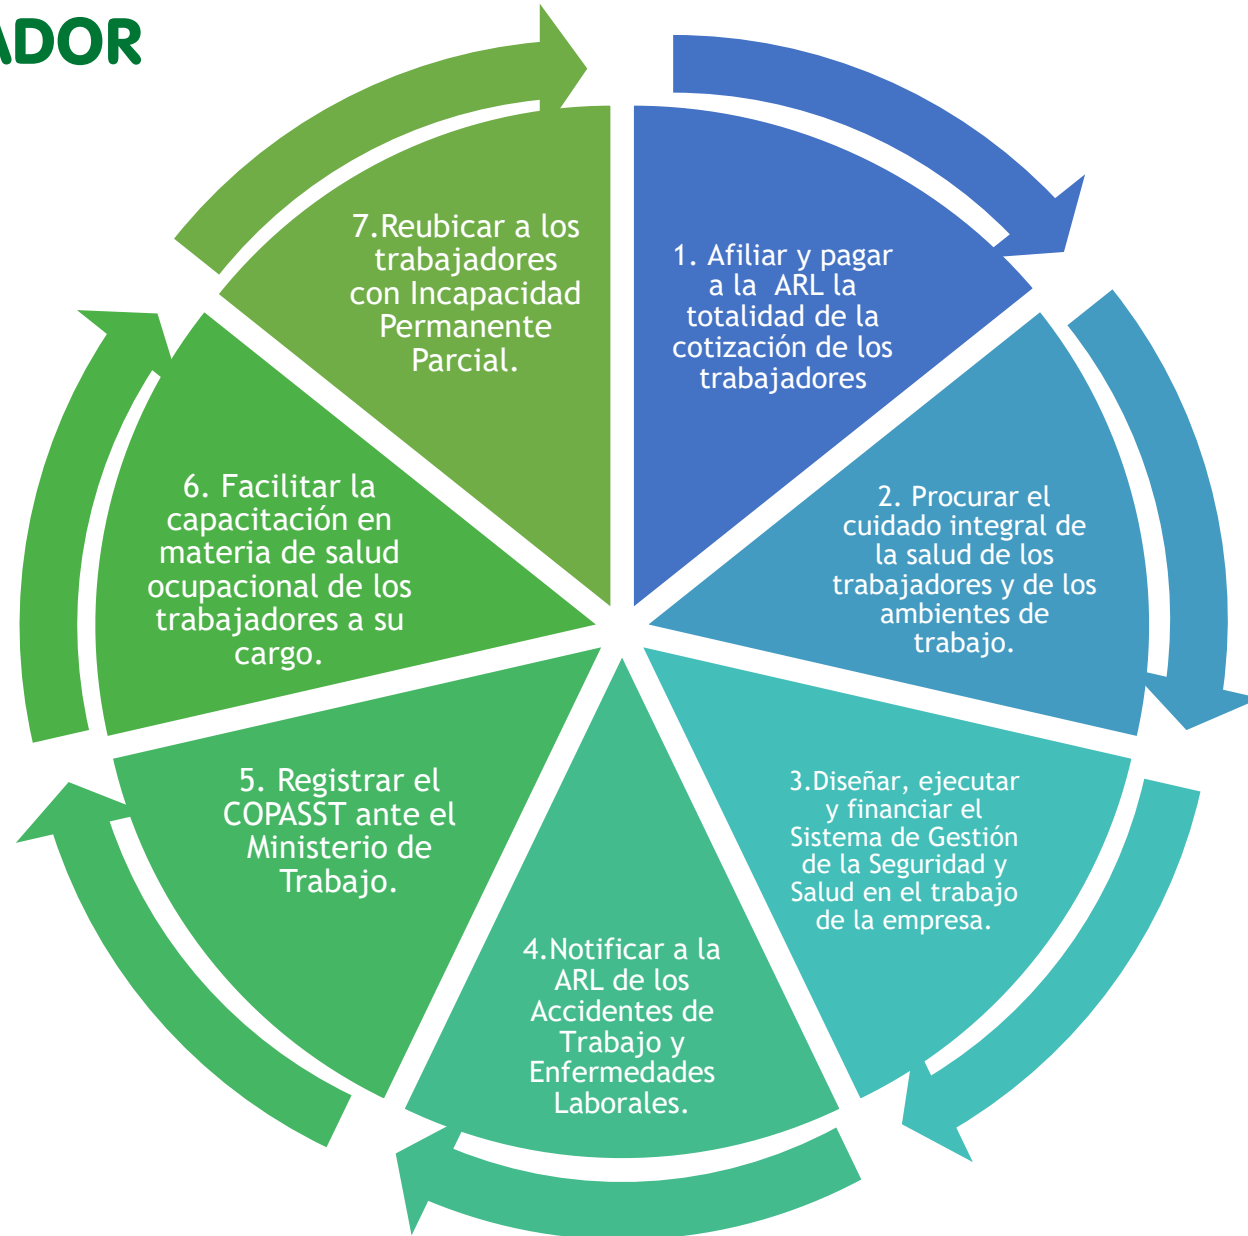 ADOR
1. Afiliar y pagar
a la ARL la
totalidad de la
cotización de los
trabajadores
2. Procurar el
cuidado integral de
la salud de los
trabajadores y de los
ambientes de
trabajo.
3.Diseñar, ejecutar
y financiar el
Sistema de Gestión
de la Seguridad y
Salud en el trabajo
de la empresa.
4.Notificar a la
ARL de los
Accidentes de
Trabajo y
Enfermedades
Laborales.
5. Registrar el
COPASST ante el
Ministerio de
Trabajo.
6. Facilitar la
capacitación en
materia de salud
ocupacional de los
trabajadores a su
cargo.
7.Reubicar a los
trabajadores
con Incapacidad
Permanente
Parcial.